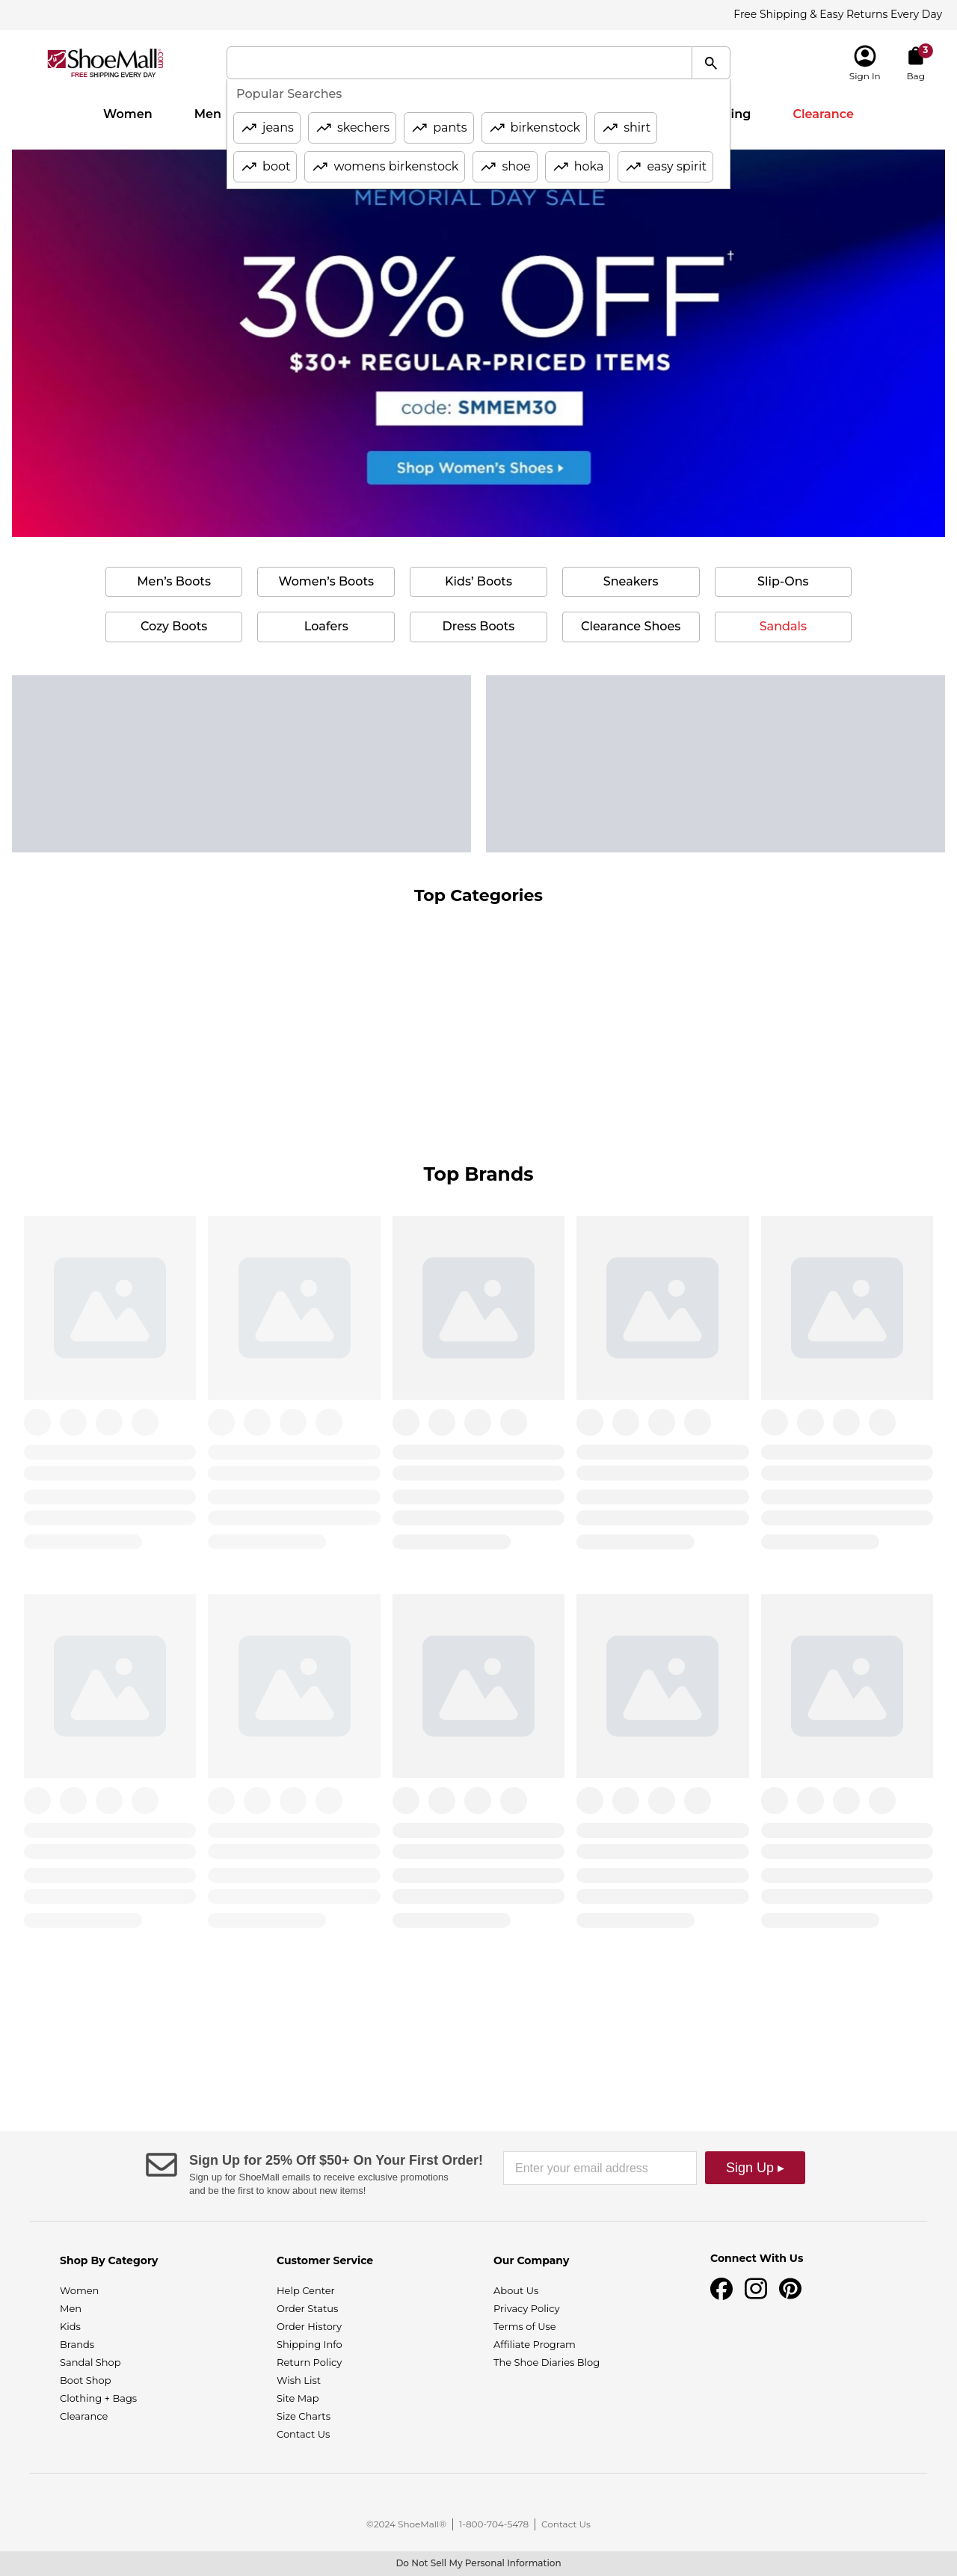 Free Shipping & Easy Returns Every Day
ShoeMall.com
FREE SHIPPING EVERY DAY
3
Sign In
Bag
Popular Searches
jeans
skechers
pants
birkenstock
shirt
boot
womens birkenstock
shoe
hoka
easy spirit
Women
Men
ing
Clearance
MEMORIAL DAY SALE
30% OFF†
$30+ REGULAR-PRICED ITEMS
code: SMMEM30
Shop Women's Shoes
Men's Boots
Women's Boots
Kids' Boots
Sneakers
Slip-Ons
Cozy Boots
Loafers
Dress Boots
Clearance Shoes
Sandals
Top Categories
Top Brands
Sign Up for 25% Off $50+ On Your First Order!
Sign up for ShoeMall emails to receive exclusive promotions
and be the first to know about new items!
Enter your email address
Sign Up ▸
Shop By Category
Women
Men
Kids
Brands
Sandal Shop
Boot Shop
Clothing + Bags
Clearance
Customer Service
Help Center
Order Status
Order History
Shipping Info
Return Policy
Wish List
Site Map
Size Charts
Contact Us
Our Company
About Us
Privacy Policy
Terms of Use
Affiliate Program
The Shoe Diaries Blog
Connect With Us
©2024 ShoeMall® | 1-800-704-5478 | Contact Us
Do Not Sell My Personal Information